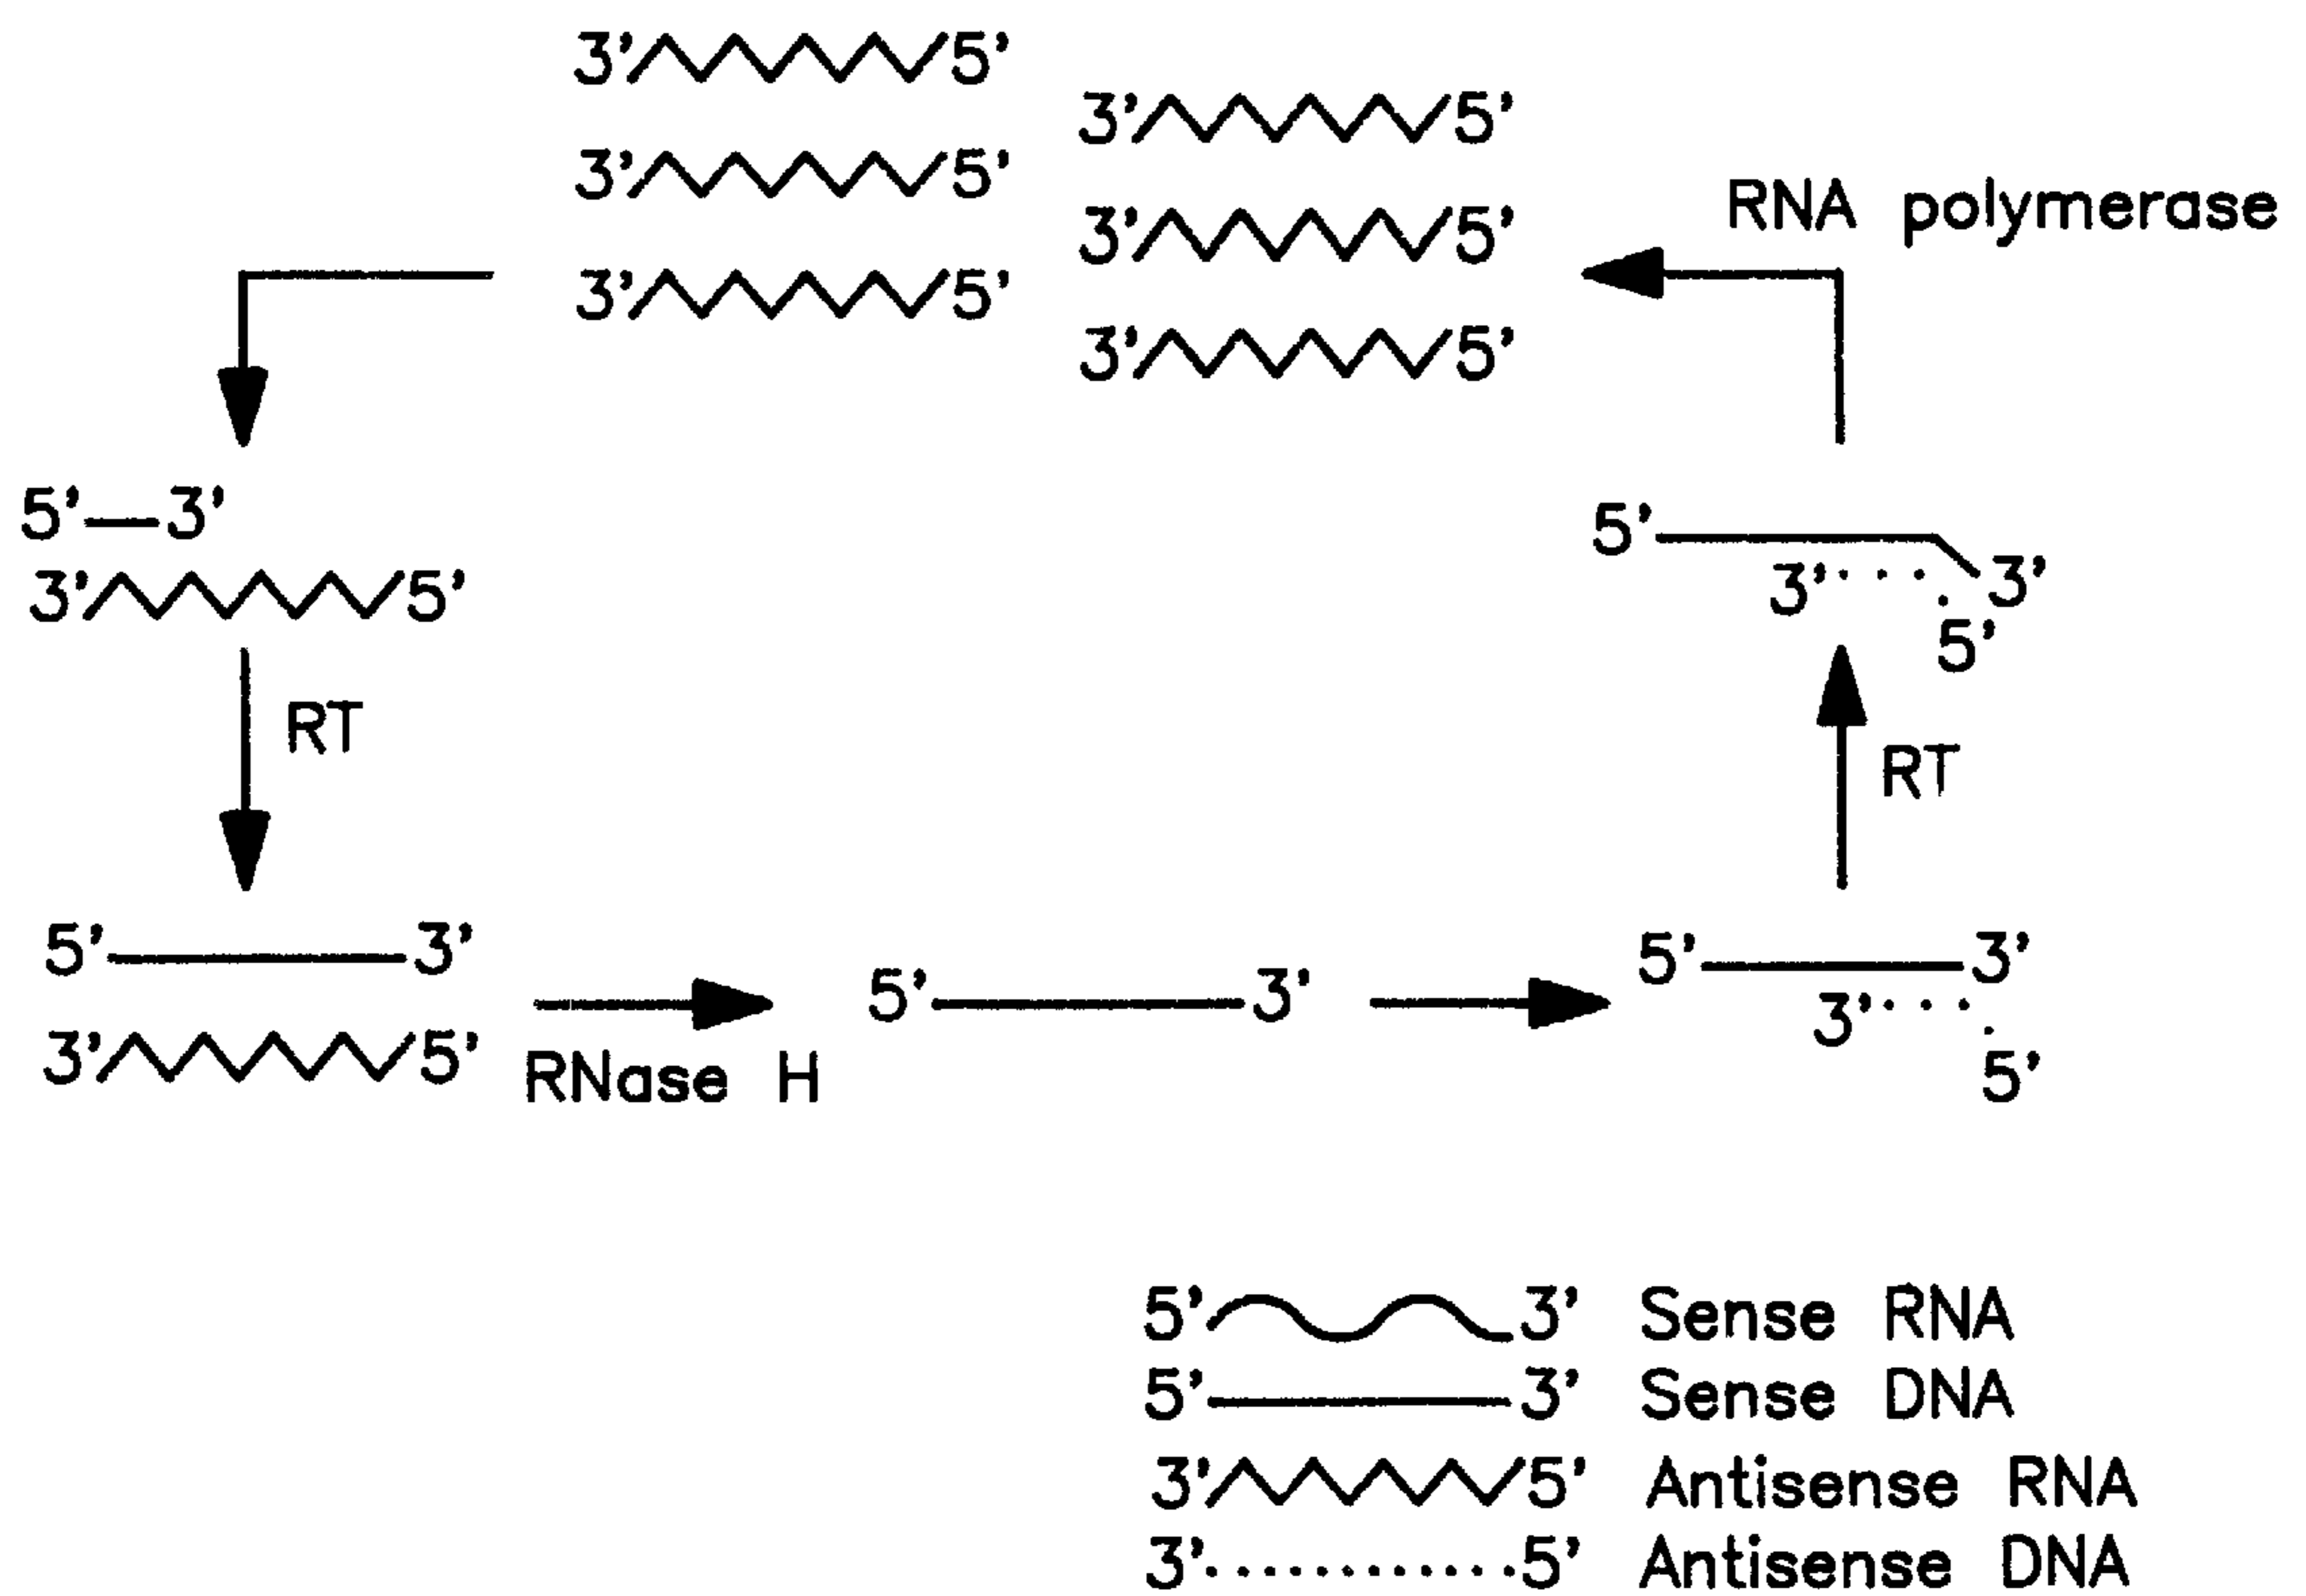 3' 5'
3' 5'
3' 5'
3' 5'
RNA polymerase
3' 5'
3' 5'
3' 5'
5' 3'
3' 5'
5'
3' 3'
5'
RT
RT
5' 3'
3' 5'
RNase H
5' 3'
5' 3'
3'
5'
5' 3' Sense RNA
5' 3' Sense DNA
3' 5' Antisense RNA
3' 5' Antisense DNA